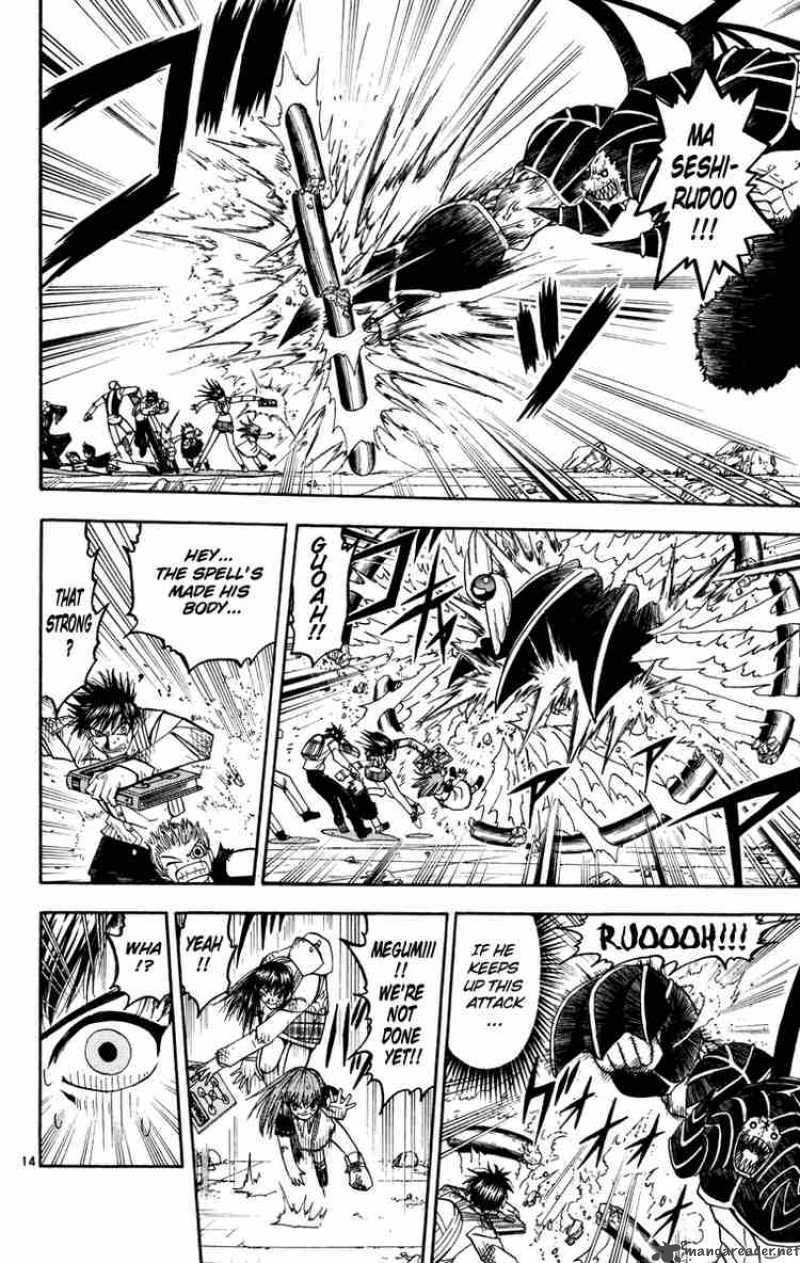 MA
SESHI-
RUDOO
!!!
GUOAH!!
HEY...
THE SPELL'S
MADE HIS
BODY...
THAT
STRONG
?
RUOOOH!!!
IF HE
KEEPS
UP THIS
ATTACK
...
MEGUMIII
!!
WE'RE
NOT
DONE
YET!!
YEAH
!!
WHA
!?
14
mangareader.net